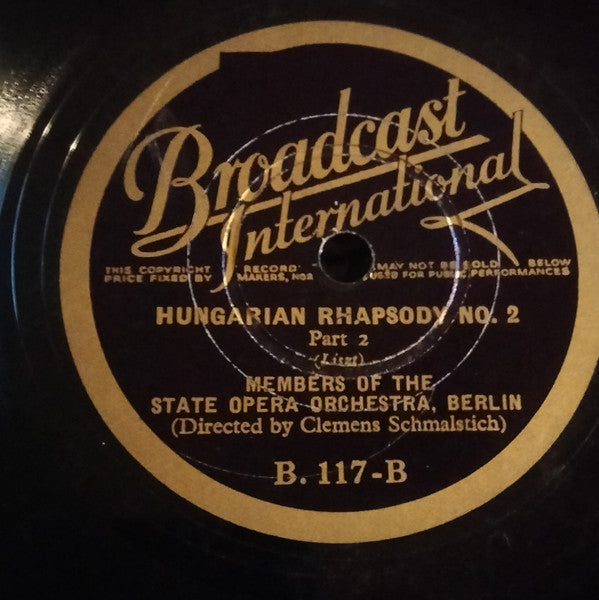 Broadcast
International
THIS COPYRIGHT RECORD MAY NOT BE SOLD BELOW
PRICE FIXED BY MAKERS, NOR USED FOR PUBLIC PERFORMANCES
HUNGARIAN RHAPSODY NO. 2
Part 2
(Liszt)
MEMBERS OF THE
STATE OPERA ORCHESTRA, BERLIN
(Directed by Clemens Schmalstich)
B. 117-B